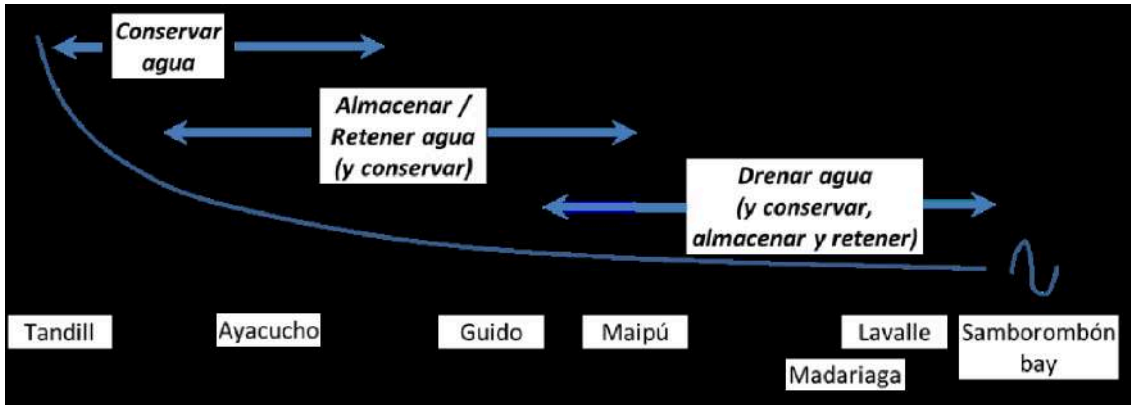 Conservar
agua
Almacenar /
Retener agua
(y conservar)
Drenar agua
(y conservar,
almacenar y retener)
Tandill
Ayacucho
Guido
Maipú
Lavalle
Samborombón
bay
Madariaga